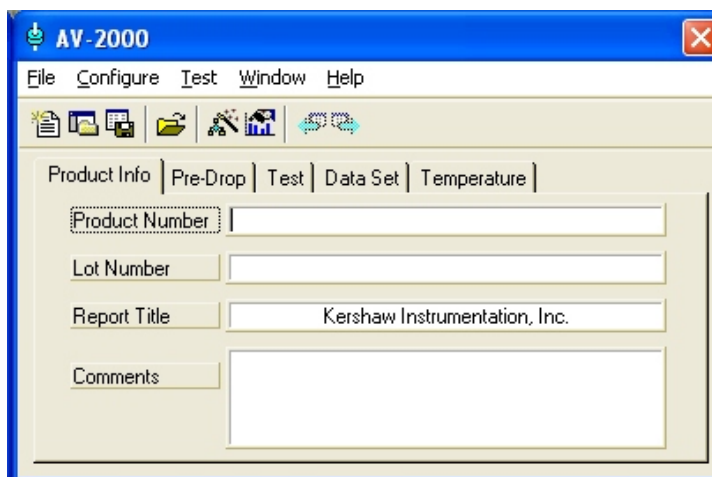 AV-2000
File Configure Test Window Help
Product Info Pre-Drop Test Data Set Temperature
Product Number
Lot Number
Report Title Kershaw Instrumentation, Inc.
Comments